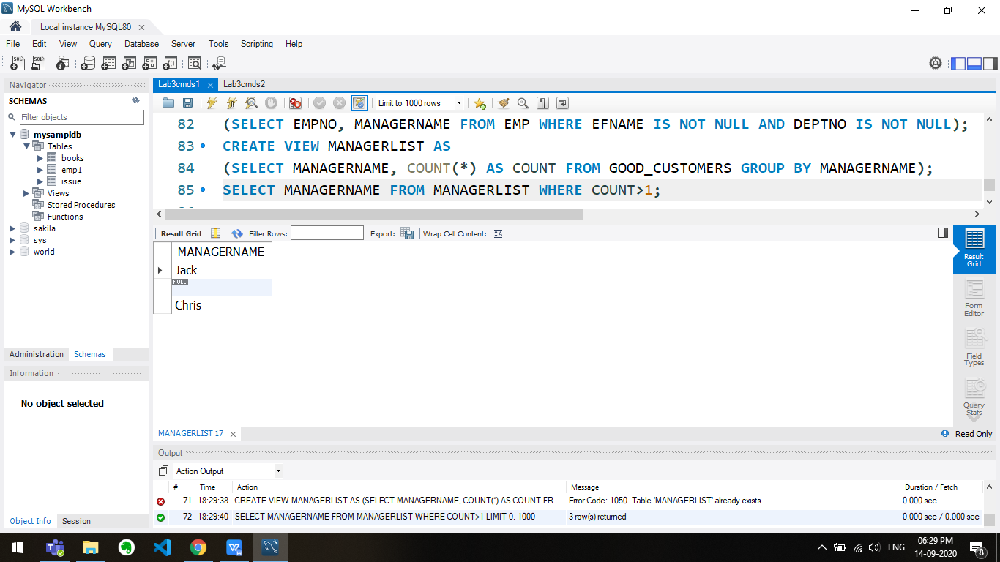 MySQL Workbench
Local instance MySQL80
File Edit View Query Database Server Tools Scripting Help
Navigator
SCHEMAS
Filter objects
mysampldb
Tables
books
emp1
issue
Views
Stored Procedures
Functions
sakila
sys
world
Administration Schemas
Information
No object selected
Object Info Session
Lab3cmds1 Lab3cmds2
Limit to 1000 rows
82 (SELECT EMPNO, MANAGERNAME FROM EMP WHERE EFNAME IS NOT NULL AND DEPTNO IS NOT NULL);
83 CREATE VIEW MANAGERLIST AS
84 (SELECT MANAGERNAME, COUNT(*) AS COUNT FROM GOOD_CUSTOMERS GROUP BY MANAGERNAME);
85 SELECT MANAGERNAME FROM MANAGERLIST WHERE COUNT>1;
Result Grid Filter Rows: Export: Wrap Cell Content:
MANAGERNAME
Jack
NULL
Chris
Result
Grid
Form
Editor
Field
Types
Query
Stats
MANAGERLIST 17
Read Only
Output
Action Output
# Time Action Message Duration / Fetch
71 18:29:38 CREATE VIEW MANAGERLIST AS (SELECT MANAGERNAME, COUNT(*) AS COUNT FR... Error Code: 1050. Table 'MANAGERLIST' already exists 0.000 sec
72 18:29:40 SELECT MANAGERNAME FROM MANAGERLIST WHERE COUNT>1 LIMIT 0, 1000 3 row(s) returned 0.000 sec / 0.000 sec
ENG
06:29 PM
14-09-2020
8